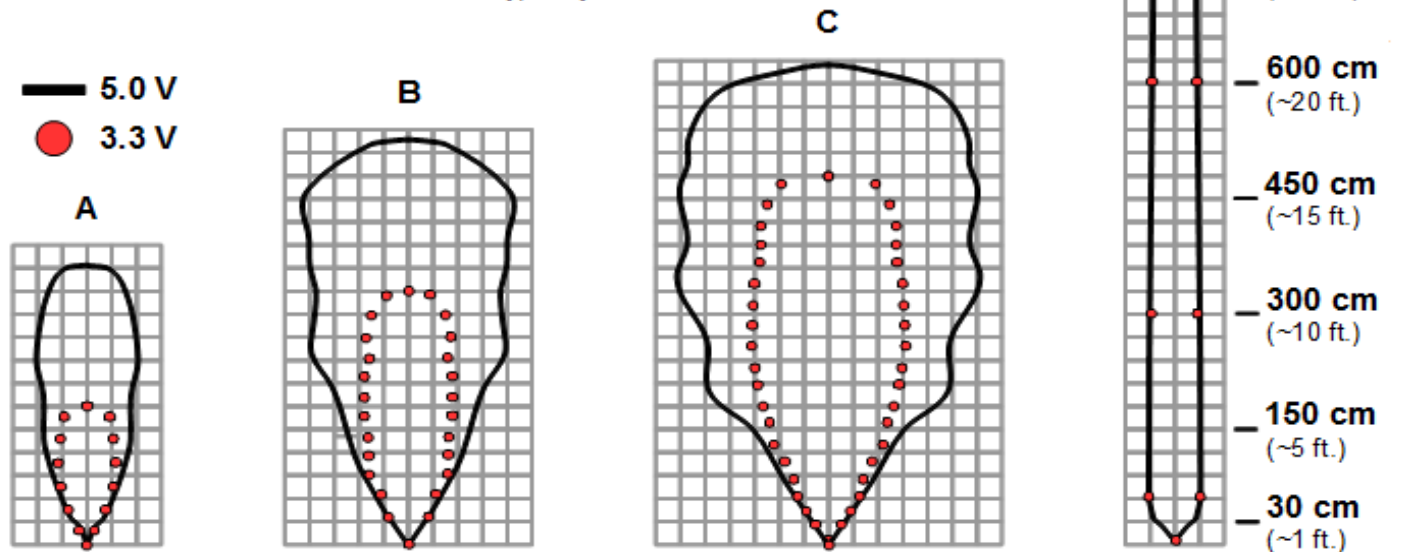 C
5.0 V
3.3 V
B
A
600 cm
(~20 ft.)
450 cm
(~15 ft.)
300 cm
(~10 ft.)
150 cm
(~5 ft.)
30 cm
(~1 ft.)